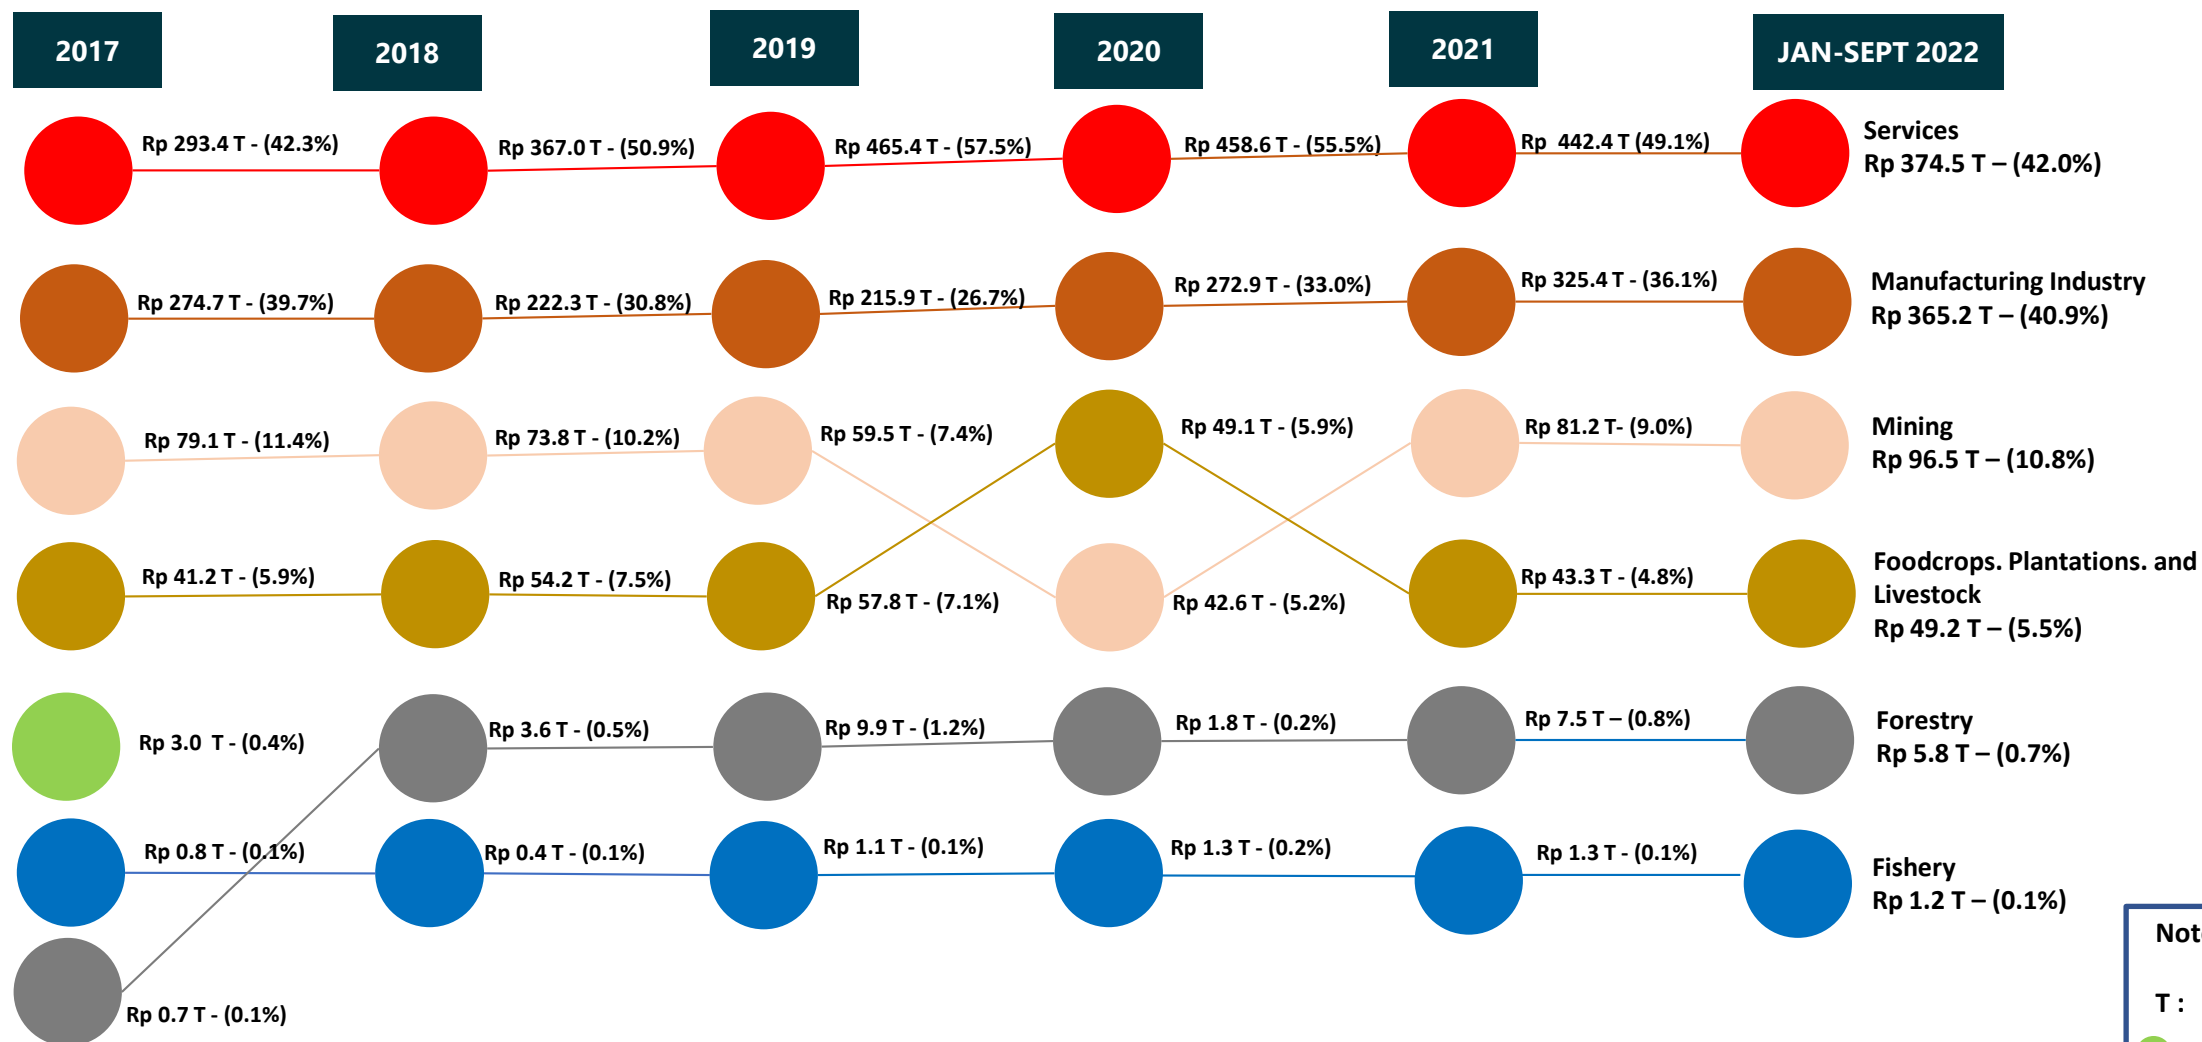 2017
2018
2019
2020
2021
JAN-SEPT 2022
Rp 293.4 T - (42.3%)
Rp 367.0 T - (50.9%)
Rp 465.4 T - (57.5%)
Rp 458.6 T - (55.5%)
Rp 442.4 T (49.1%)
Services
Rp 374.5 T – (42.0%)
Rp 274.7 T - (39.7%)
Rp 222.3 T - (30.8%)
Rp 215.9 T - (26.7%)
Rp 272.9 T - (33.0%)
Rp 325.4 T - (36.1%)
Manufacturing Industry
Rp 365.2 T – (40.9%)
Rp 79.1 T - (11.4%)
Rp 73.8 T - (10.2%)
Rp 59.5 T - (7.4%)
Rp 49.1 T - (5.9%)
Rp 81.2 T- (9.0%)
Mining
Rp 96.5 T – (10.8%)
Rp 41.2 T - (5.9%)
Rp 54.2 T - (7.5%)
Rp 57.8 T - (7.1%)
Rp 42.6 T - (5.2%)
Rp 43.3 T - (4.8%)
Foodcrops. Plantations. and
Livestock
Rp 49.2 T – (5.5%)
Rp 3.0 T - (0.4%)
Rp 3.6 T - (0.5%)
Rp 9.9 T - (1.2%)
Rp 1.8 T - (0.2%)
Rp 7.5 T – (0.8%)
Forestry
Rp 5.8 T – (0.7%)
Rp 0.8 T - (0.1%)
Rp 0.4 T - (0.1%)
Rp 1.1 T - (0.1%)
Rp 1.3 T - (0.2%)
Rp 1.3 T - (0.1%)
Fishery
Rp 1.2 T – (0.1%)
Rp 0.7 T - (0.1%)
T :